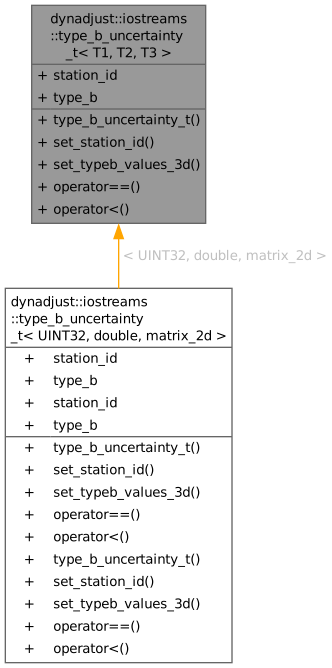 dynadjust::iostreams
::type_b_uncertainty
_t< T1, T2, T3 >
+ station_id
+ type_b
+ type_b_uncertainty_t()
+ set_station_id()
+ set_typeb_values_3d()
+ operator==()
+ operator<()
< UINT32, double, matrix_2d >
dynadjust::iostreams
::type_b_uncertainty
_t< UINT32, double, matrix_2d >
+ station_id
+ type_b
+ station_id
+ type_b
+ type_b_uncertainty_t()
+ set_station_id()
+ set_typeb_values_3d()
+ operator==()
+ operator<()
+ type_b_uncertainty_t()
+ set_station_id()
+ set_typeb_values_3d()
+ operator==()
+ operator<()